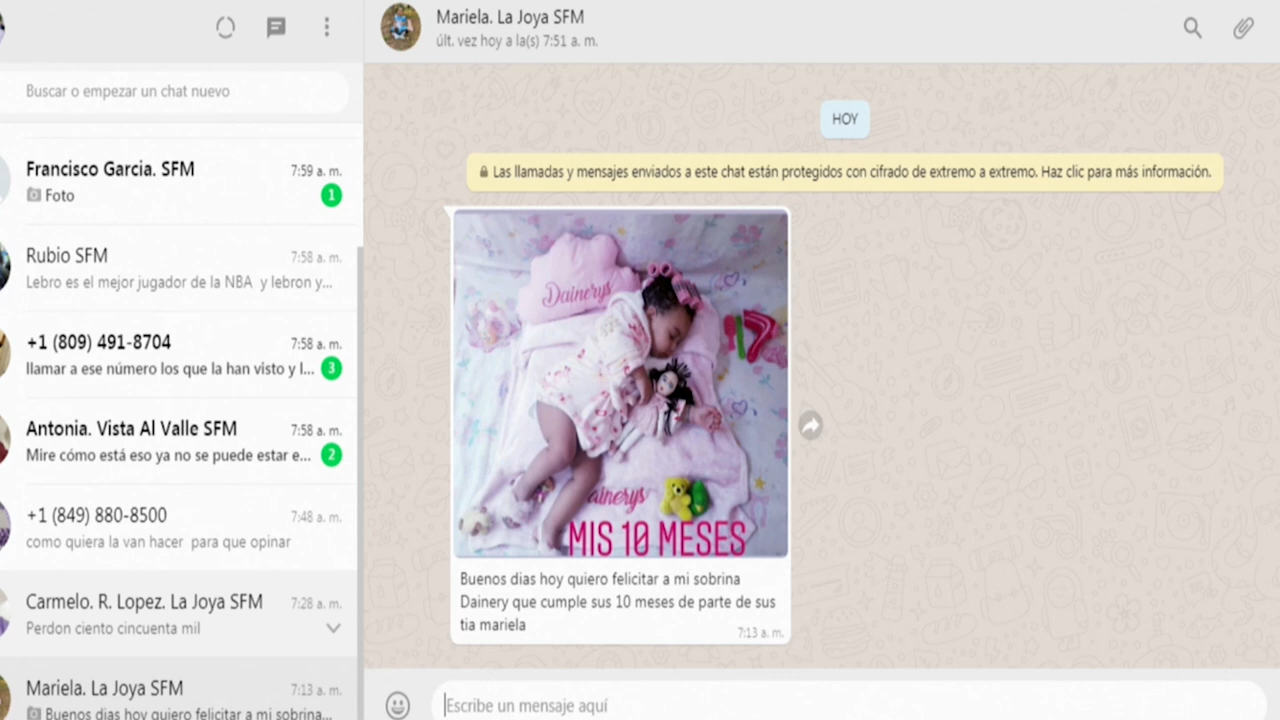 Buscar o empezar un chat nuevo
Francisco Garcia. SFM
7:59 a. m.
Foto
1
Rubio SFM
7:58 a. m.
Lebro es el mejor jugador de la NBA y lebron y...
+1 (809) 491-8704
7:58 a. m.
llamar a ese número los que la han visto y l...
3
Antonia. Vista Al Valle SFM
7:58 a. m.
Mire cómo está eso ya no se puede estar e...
2
+1 (849) 880-8500
7:48 a. m.
como quiera la van hacer para que opinar
Carmelo. R. Lopez. La Joya SFM
7:28 a. m.
Perdon ciento cincuenta mil
Mariela. La Joya SFM
7:13 a. m.
Buenos dias hoy quiero felicitar a mi sobrina...
Mariela. La Joya SFM
últ. vez hoy a la(s) 7:51 a. m.
HOY
Las llamadas y mensajes enviados a este chat están protegidos con cifrado de extremo a extremo. Haz clic para más información.
Dainerys
17
Dainerys
MIS 10 MESES
Buenos dias hoy quiero felicitar a mi sobrina
Dainery que cumple sus 10 meses de parte de sus
tia mariela
7:13 a. m.
Escribe un mensaje aquí